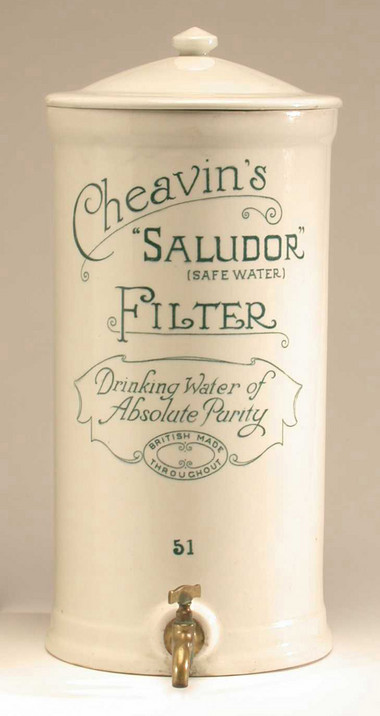 Cheavin's
"SALUDOR"
(SAFE WATER)
FILTER
Drinking Water of
Absolute Purity
BRITISH MADE
THROUGHOUT
51